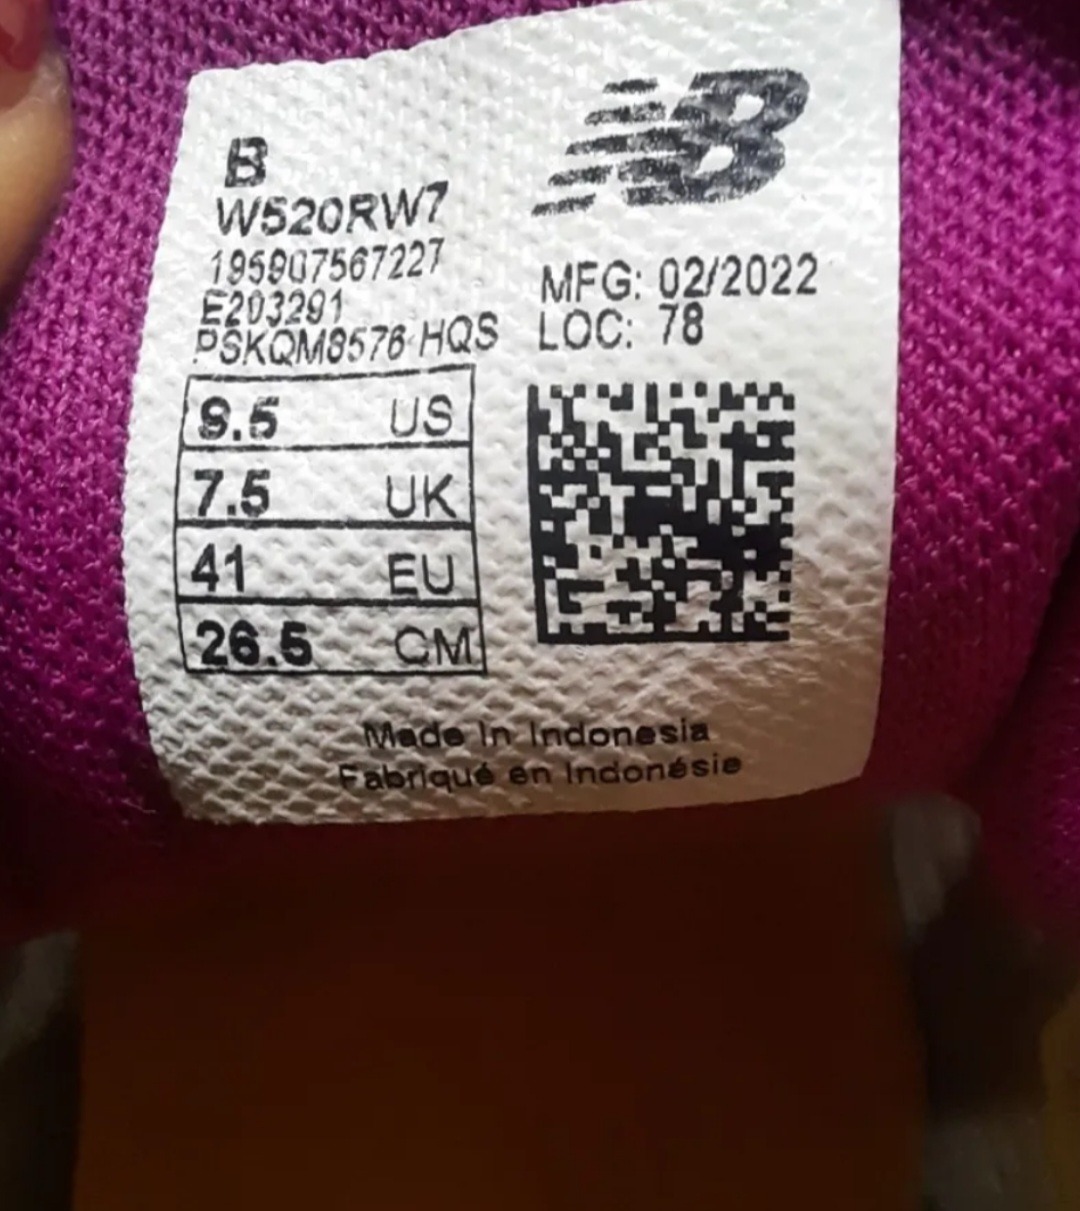 B
W520RW7
195907567227
E203291
PSKQM8576-HQS
NB
MFG: 02/2022
LOC: 78
9.5 US
7.5 UK
41 EU
26.5 CM
Made In Indonesia
Fabriqué en Indonésie